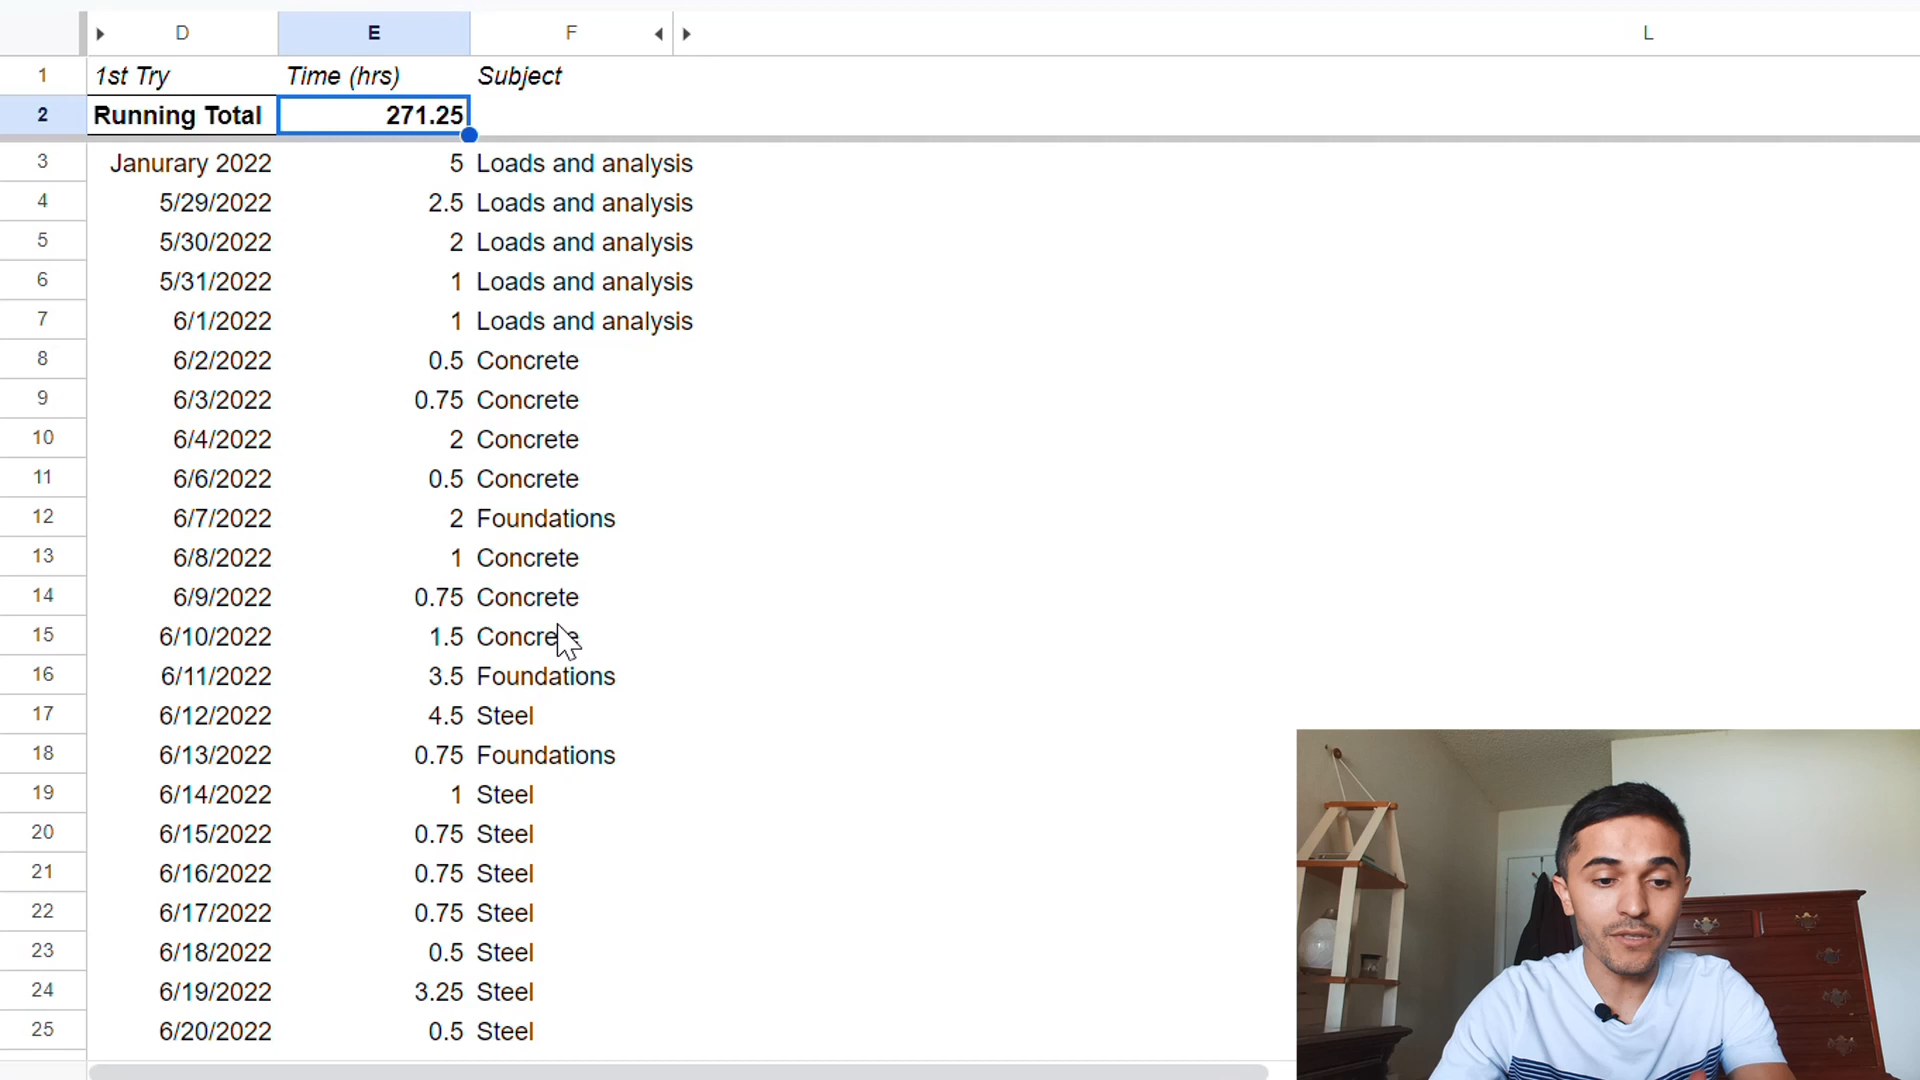 D E F L
1 1st Try Time (hrs) Subject
2 Running Total 271.25
3 Janurary 2022 5 Loads and analysis
4 5/29/2022 2.5 Loads and analysis
5 5/30/2022 2 Loads and analysis
6 5/31/2022 1 Loads and analysis
7 6/1/2022 1 Loads and analysis
8 6/2/2022 0.5 Concrete
9 6/3/2022 0.75 Concrete
10 6/4/2022 2 Concrete
11 6/6/2022 0.5 Concrete
12 6/7/2022 2 Foundations
13 6/8/2022 1 Concrete
14 6/9/2022 0.75 Concrete
15 6/10/2022 1.5 Concrete
16 6/11/2022 3.5 Foundations
17 6/12/2022 4.5 Steel
18 6/13/2022 0.75 Foundations
19 6/14/2022 1 Steel
20 6/15/2022 0.75 Steel
21 6/16/2022 0.75 Steel
22 6/17/2022 0.75 Steel
23 6/18/2022 0.5 Steel
24 6/19/2022 3.25 Steel
25 6/20/2022 0.5 Steel